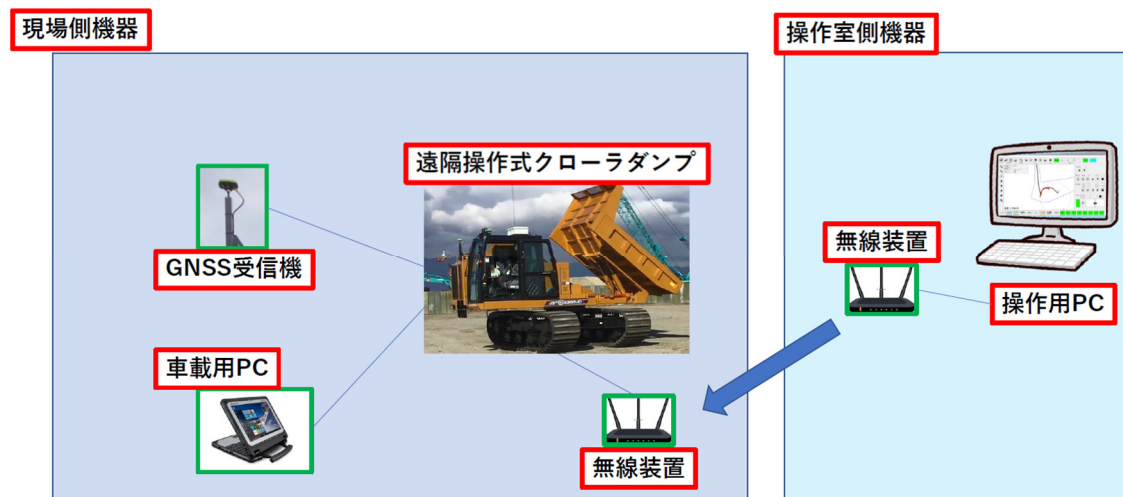 現場側機器
操作室側機器
遠隔操作式クローラダンプ
GNSS受信機
無線装置
操作用PC
車載用PC
無線装置